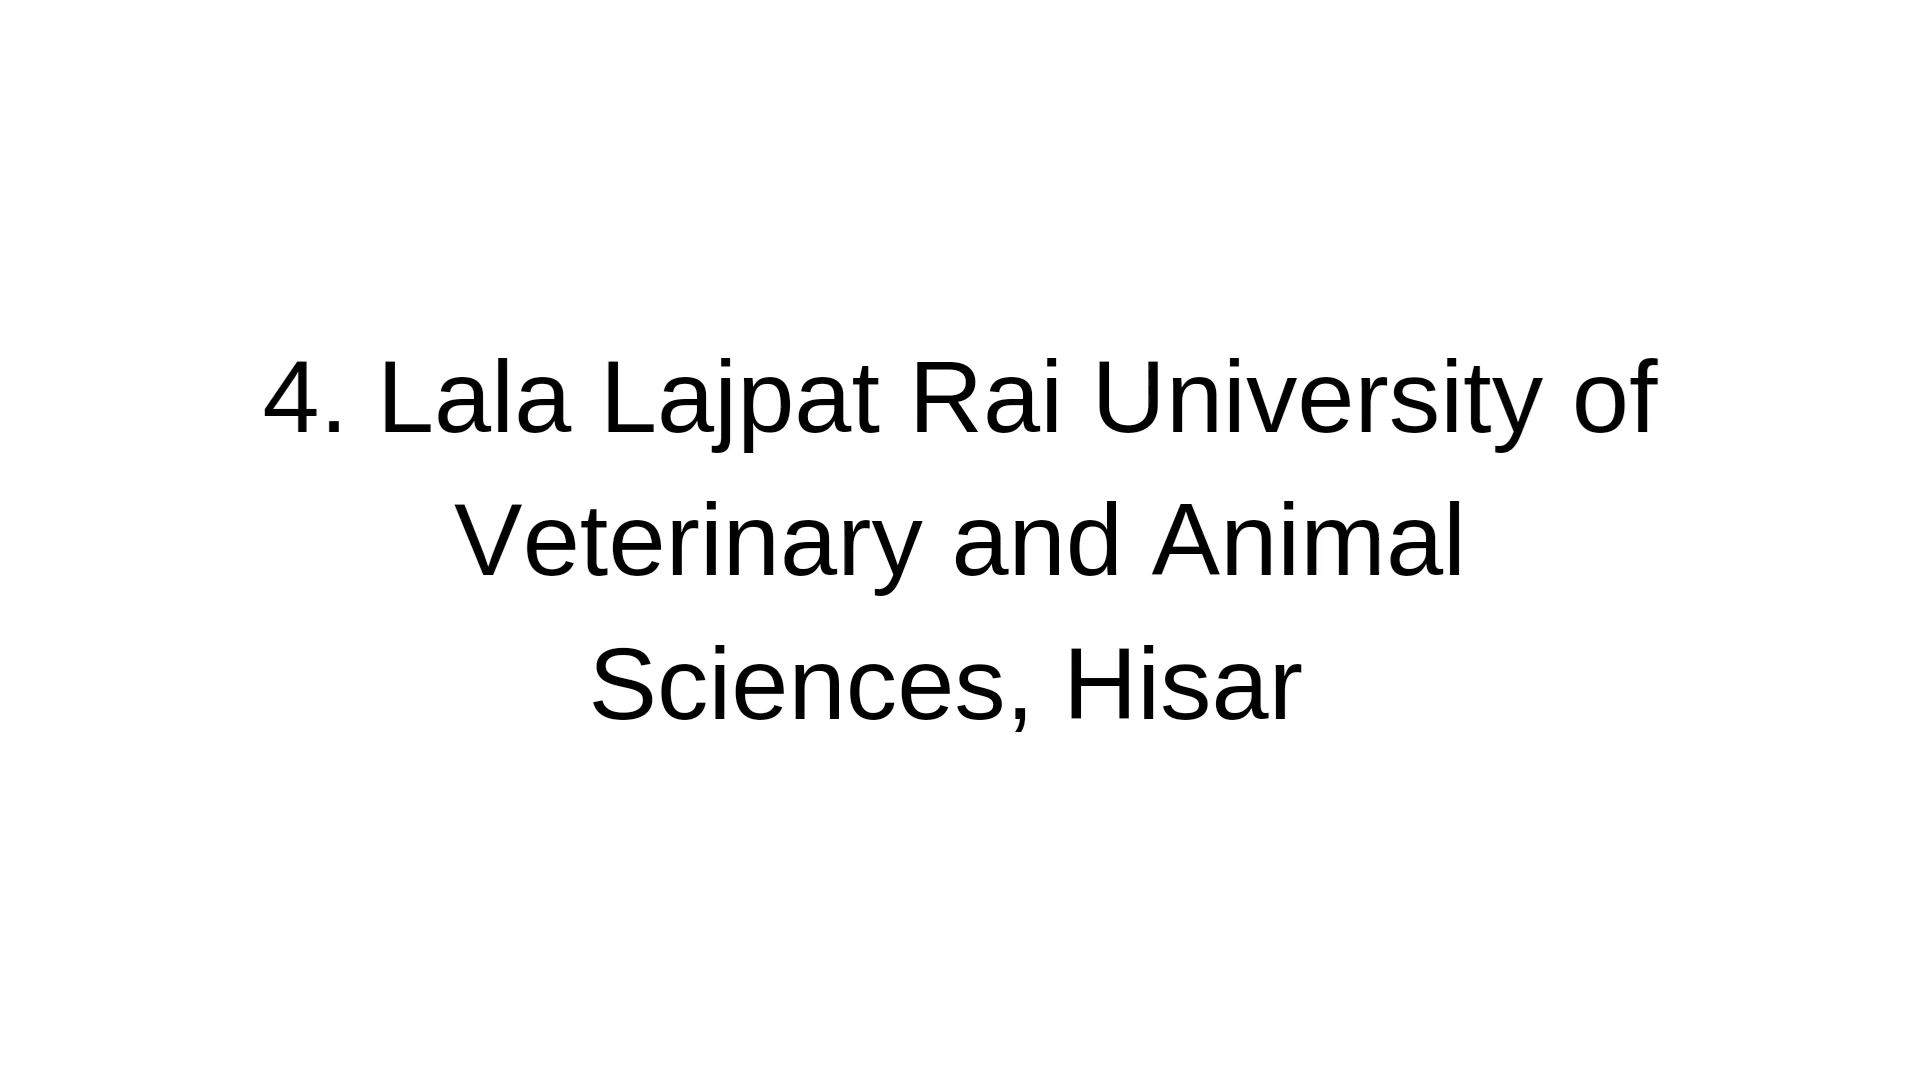 4. Lala Lajpat Rai University of
Veterinary and Animal
Sciences, Hisar